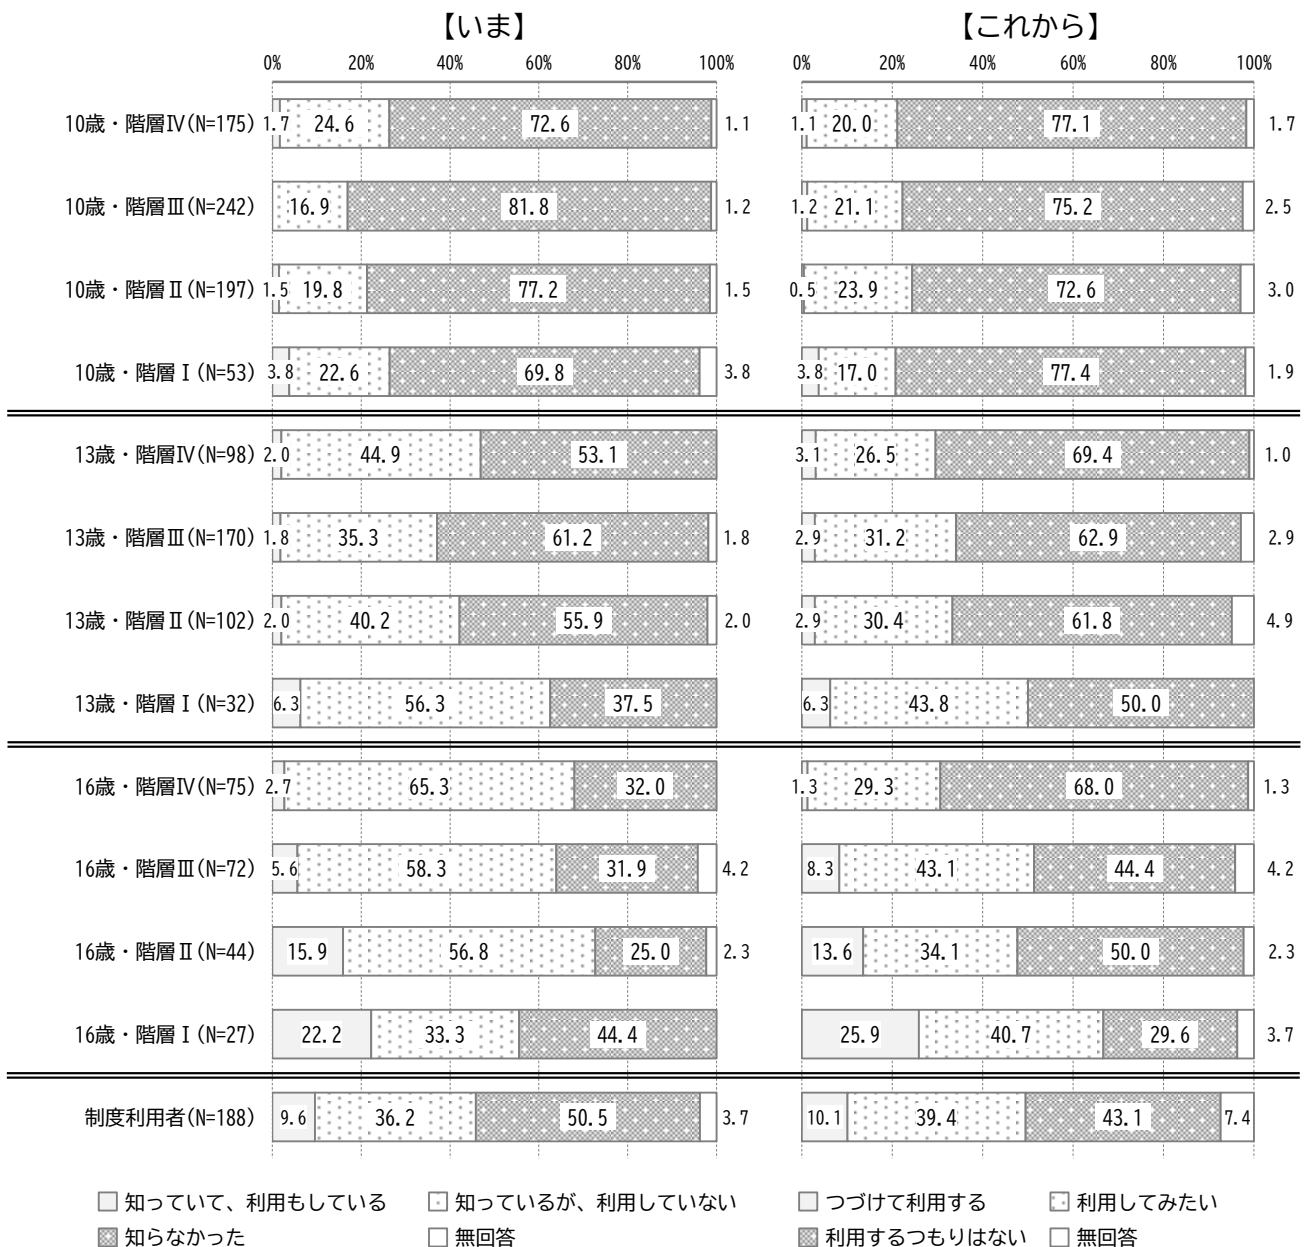 【いま】 【これから】
0% 20% 40% 60% 80% 100% 0% 20% 40% 60% 80% 100%
10歳・階層Ⅳ(N=175) 1.7 24.6 72.6 1.1 1.1 20.0 77.1 1.7
10歳・階層Ⅲ(N=242) 16.9 81.8 1.2 1.2 21.1 75.2 2.5
10歳・階層Ⅱ(N=197) 1.5 19.8 77.2 1.5 0.5 23.9 72.6 3.0
10歳・階層Ⅰ(N=53) 3.8 22.6 69.8 3.8 3.8 17.0 77.4 1.9
13歳・階層Ⅳ(N=98) 2.0 44.9 53.1 3.1 26.5 69.4 1.0
13歳・階層Ⅲ(N=170) 1.8 35.3 61.2 1.8 2.9 31.2 62.9 2.9
13歳・階層Ⅱ(N=102) 2.0 40.2 55.9 2.0 2.9 30.4 61.8 4.9
13歳・階層Ⅰ(N=32) 6.3 56.3 37.5 6.3 43.8 50.0
16歳・階層Ⅳ(N=75) 2.7 65.3 32.0 1.3 29.3 68.0 1.3
16歳・階層Ⅲ(N=72) 5.6 58.3 31.9 4.2 8.3 43.1 44.4 4.2
16歳・階層Ⅱ(N=44) 15.9 56.8 25.0 2.3 13.6 34.1 50.0 2.3
16歳・階層Ⅰ(N=27) 22.2 33.3 44.4 25.9 40.7 29.6 3.7
制度利用者(N=188) 9.6 36.2 50.5 3.7 10.1 39.4 43.1 7.4
知っていて、利用もしている 知っているが、利用していない つづけて利用する 利用してみたい
知らなかった 無回答 利用するつもりはない 無回答